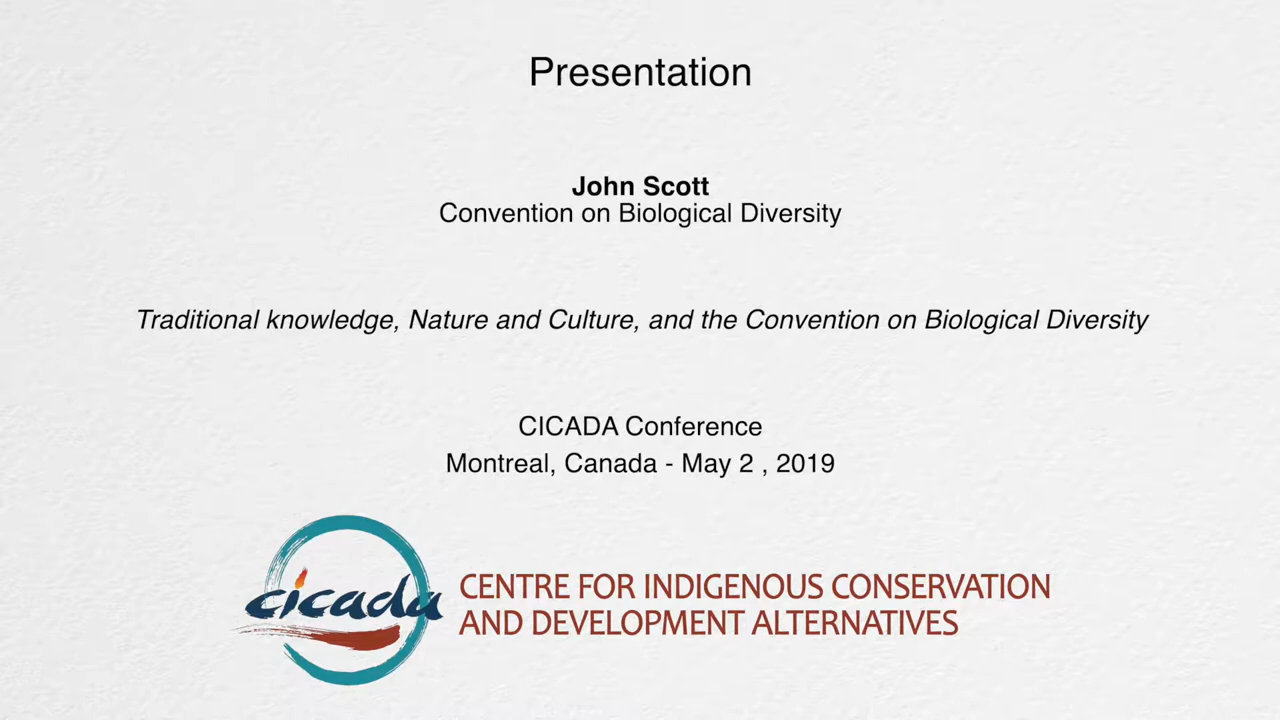 Presentation
John Scott
Convention on Biological Diversity
Traditional knowledge, Nature and Culture, and the Convention on Biological Diversity
CICADA Conference
Montreal, Canada - May 2 , 2019
cicada
CENTRE FOR INDIGENOUS CONSERVATION
AND DEVELOPMENT ALTERNATIVES